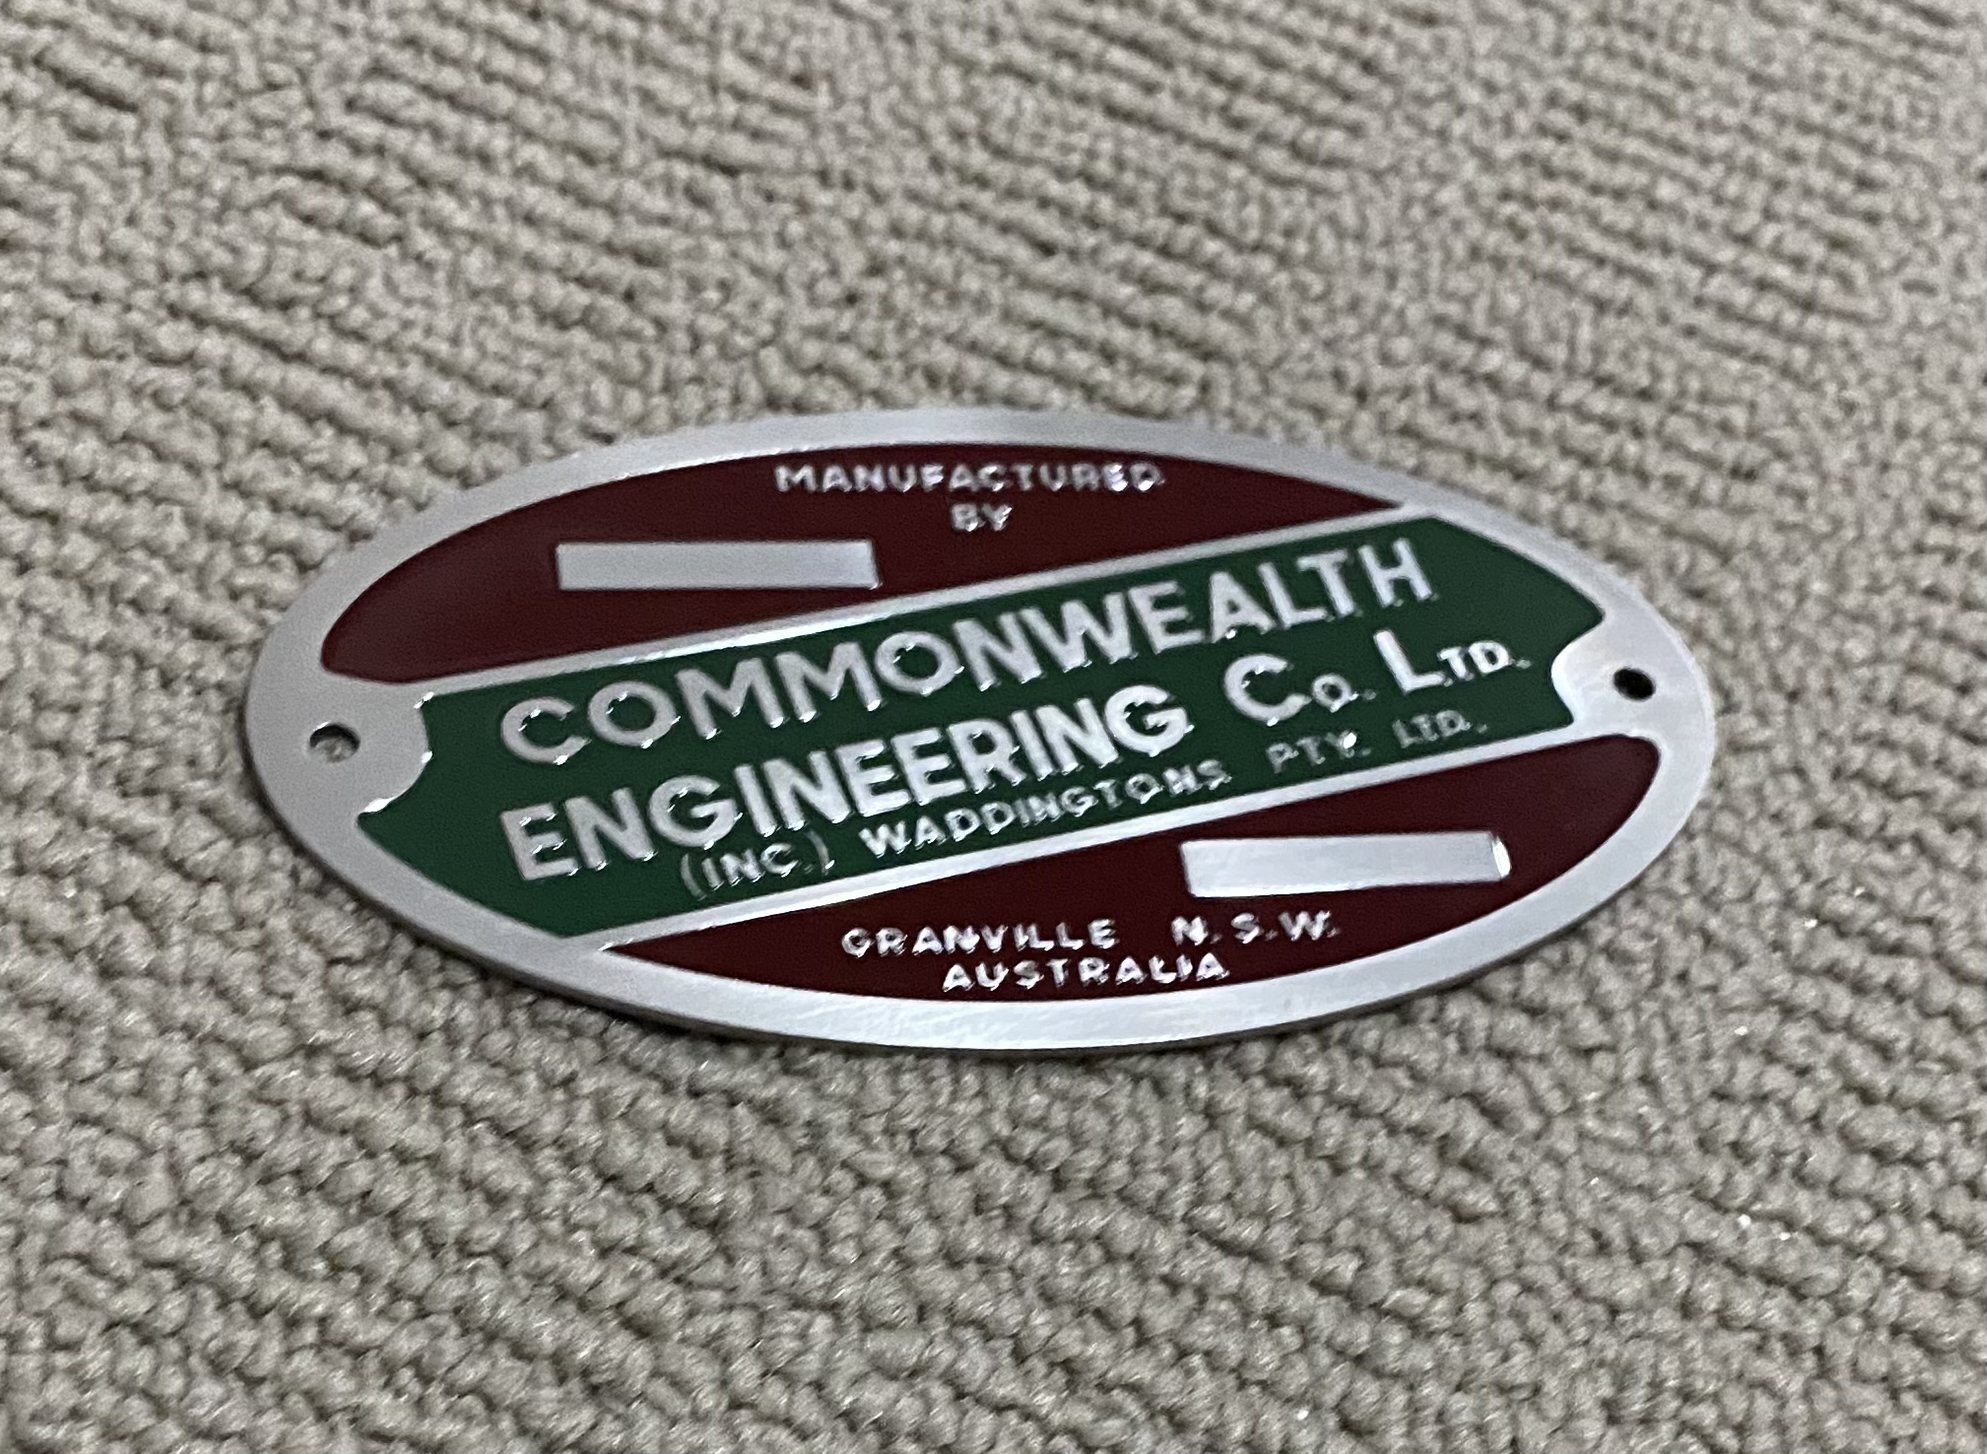 MANUFACTURED
BY
COMMONWEALTH
ENGINEERING Co. LTD.
(INC.) WADDINGTONS PTY. LTD.
GRANVILLE N.S.W.
AUSTRALIA